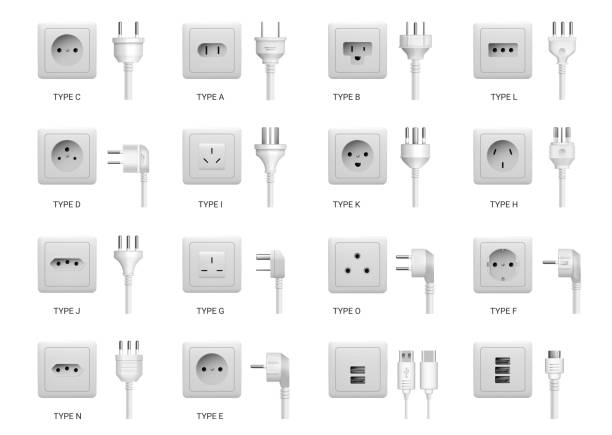 TYPE C
TYPE A
TYPE B
TYPE L
TYPE D
TYPE I
TYPE K
TYPE H
TYPE J
TYPE G
TYPE O
TYPE F
TYPE N
TYPE E